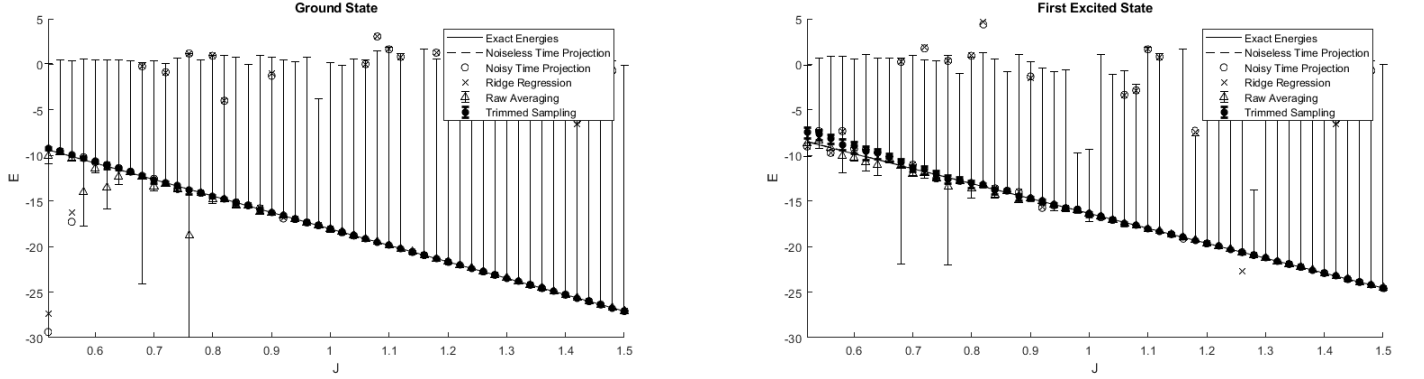 Ground State
5
0
-5
-10
-15
-20
-25
-30
E
0.6
0.7
0.8
0.9
1
1.1
1.2
1.3
1.4
1.5
J
Exact Energies
Noiseless Time Projection
Noisy Time Projection
Ridge Regression
Raw Averaging
Trimmed Sampling
First Excited State
5
0
-5
-10
-15
-20
-25
-30
E
0.6
0.7
0.8
0.9
1
1.1
1.2
1.3
1.4
1.5
J
Exact Energies
Noiseless Time Projection
Noisy Time Projection
Ridge Regression
Raw Averaging
Trimmed Sampling